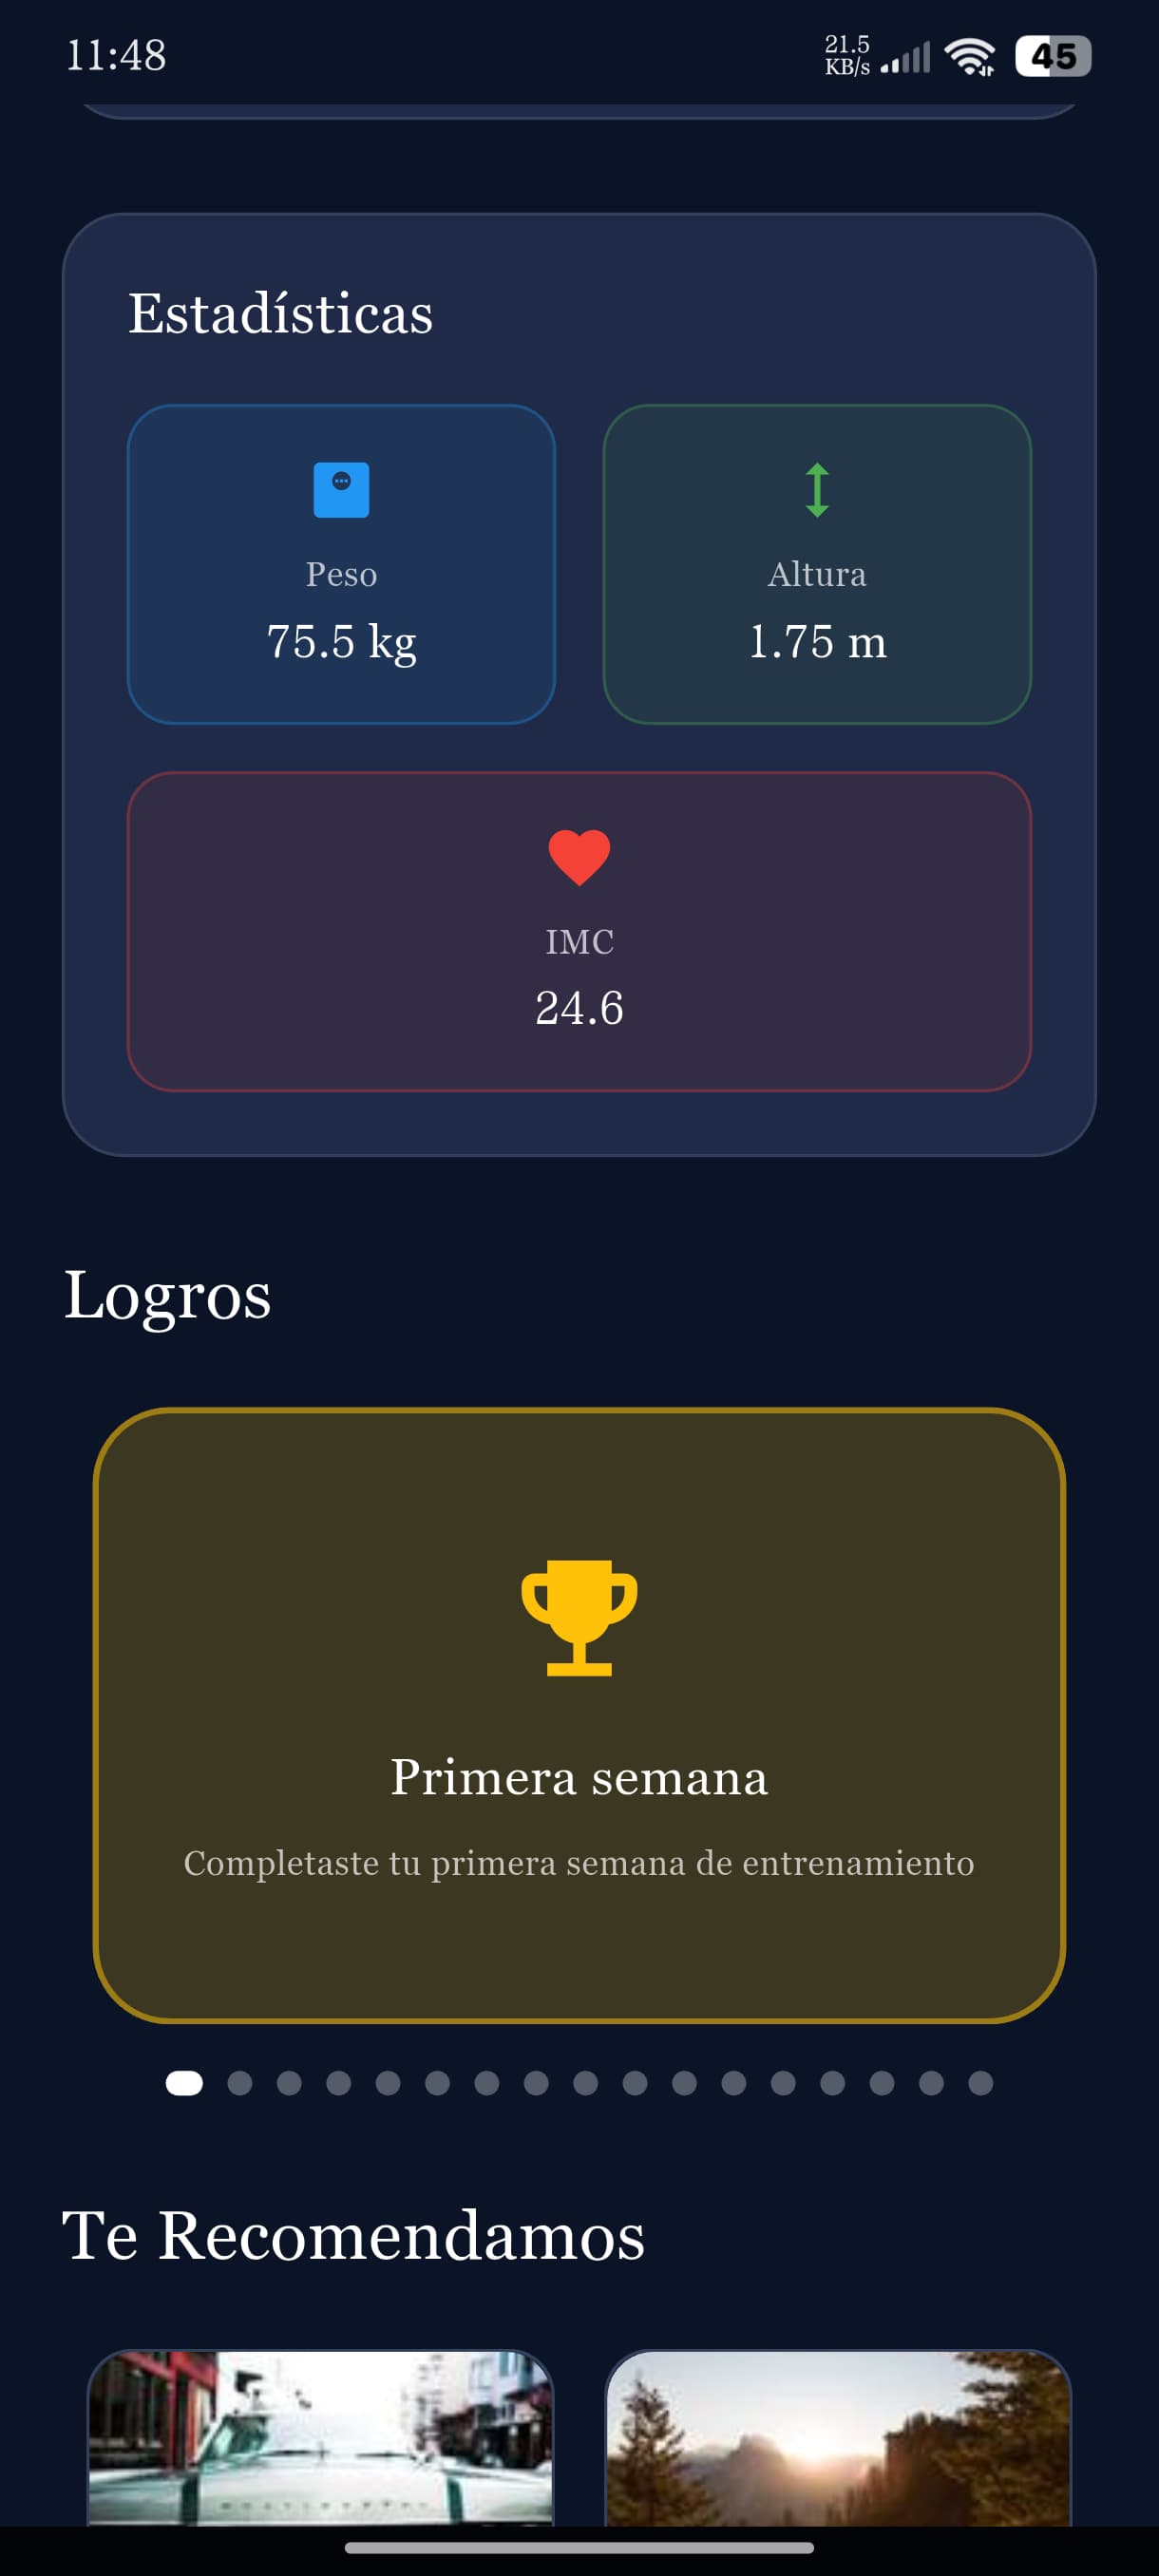 11:48
21.5
KB/s
45
Estadísticas
Peso
75.5 kg
Altura
1.75 m
IMC
24.6
Logros
Primera semana
Completaste tu primera semana de entrenamiento
Te Recomendamos